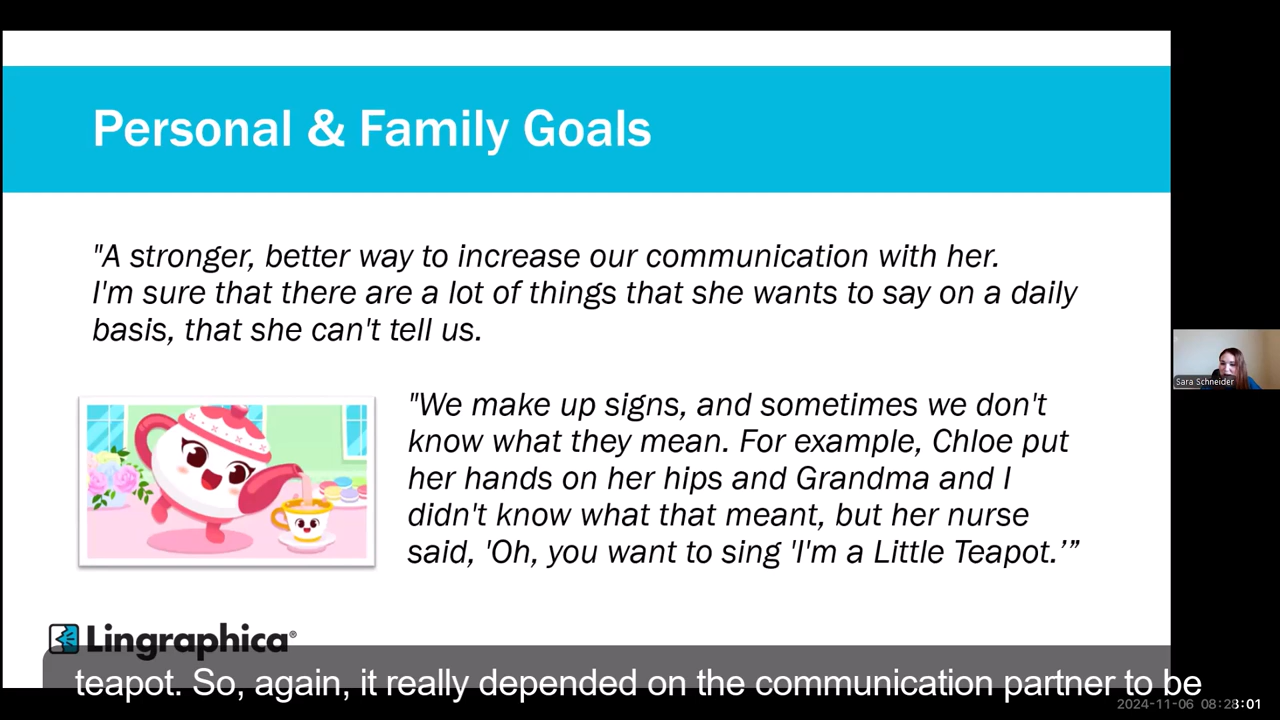 Personal & Family Goals
"A stronger, better way to increase our communication with her.
I'm sure that there are a lot of things that she wants to say on a daily
basis, that she can't tell us.
"We make up signs, and sometimes we don't
know what they mean. For example, Chloe put
her hands on her hips and Grandma and I
didn't know what that meant, but her nurse
said, 'Oh, you want to sing 'I'm a Little Teapot.’”
Sara Schneider
Lingraphica®
teapot. So, again, it really depended on the communication partner to be
2024-11-06